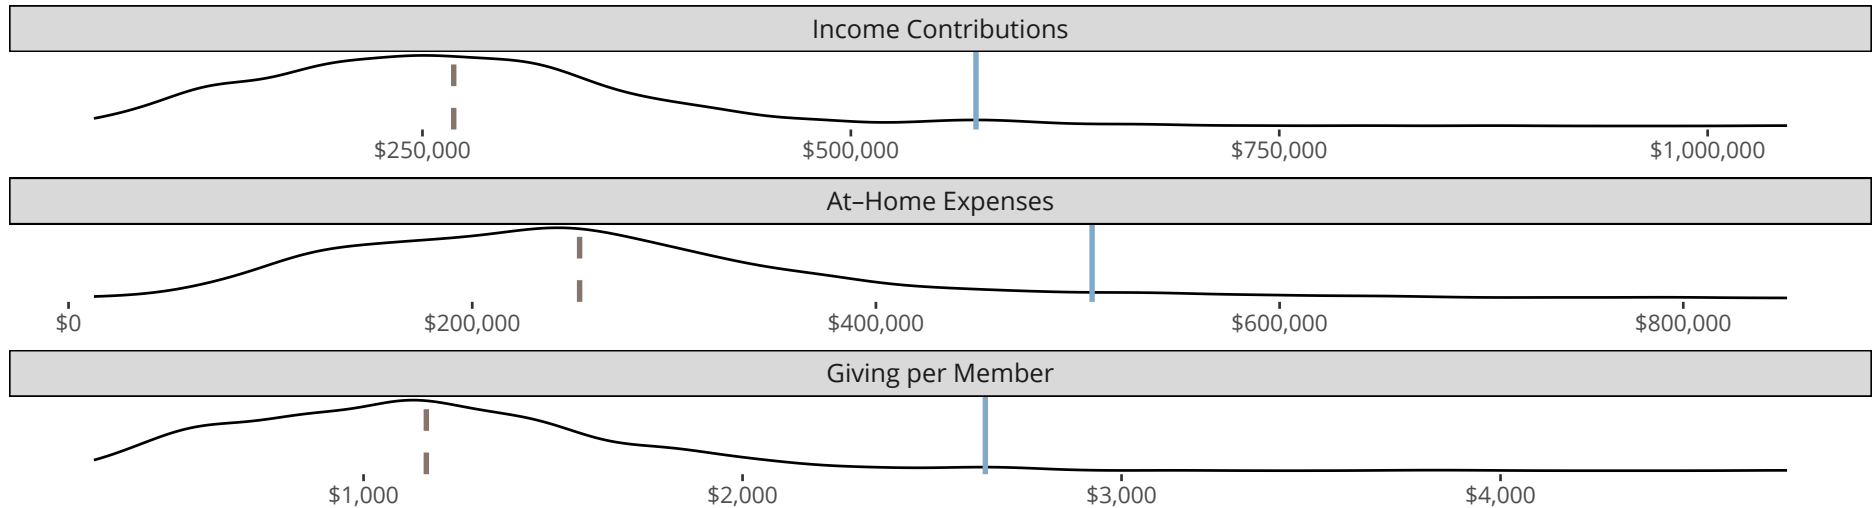 Income Contributions
$250,000 $500,000 $750,000 $1,000,000
At–Home Expenses
$0 $200,000 $400,000 $600,000 $800,000
Giving per Member
$1,000 $2,000 $3,000 $4,000